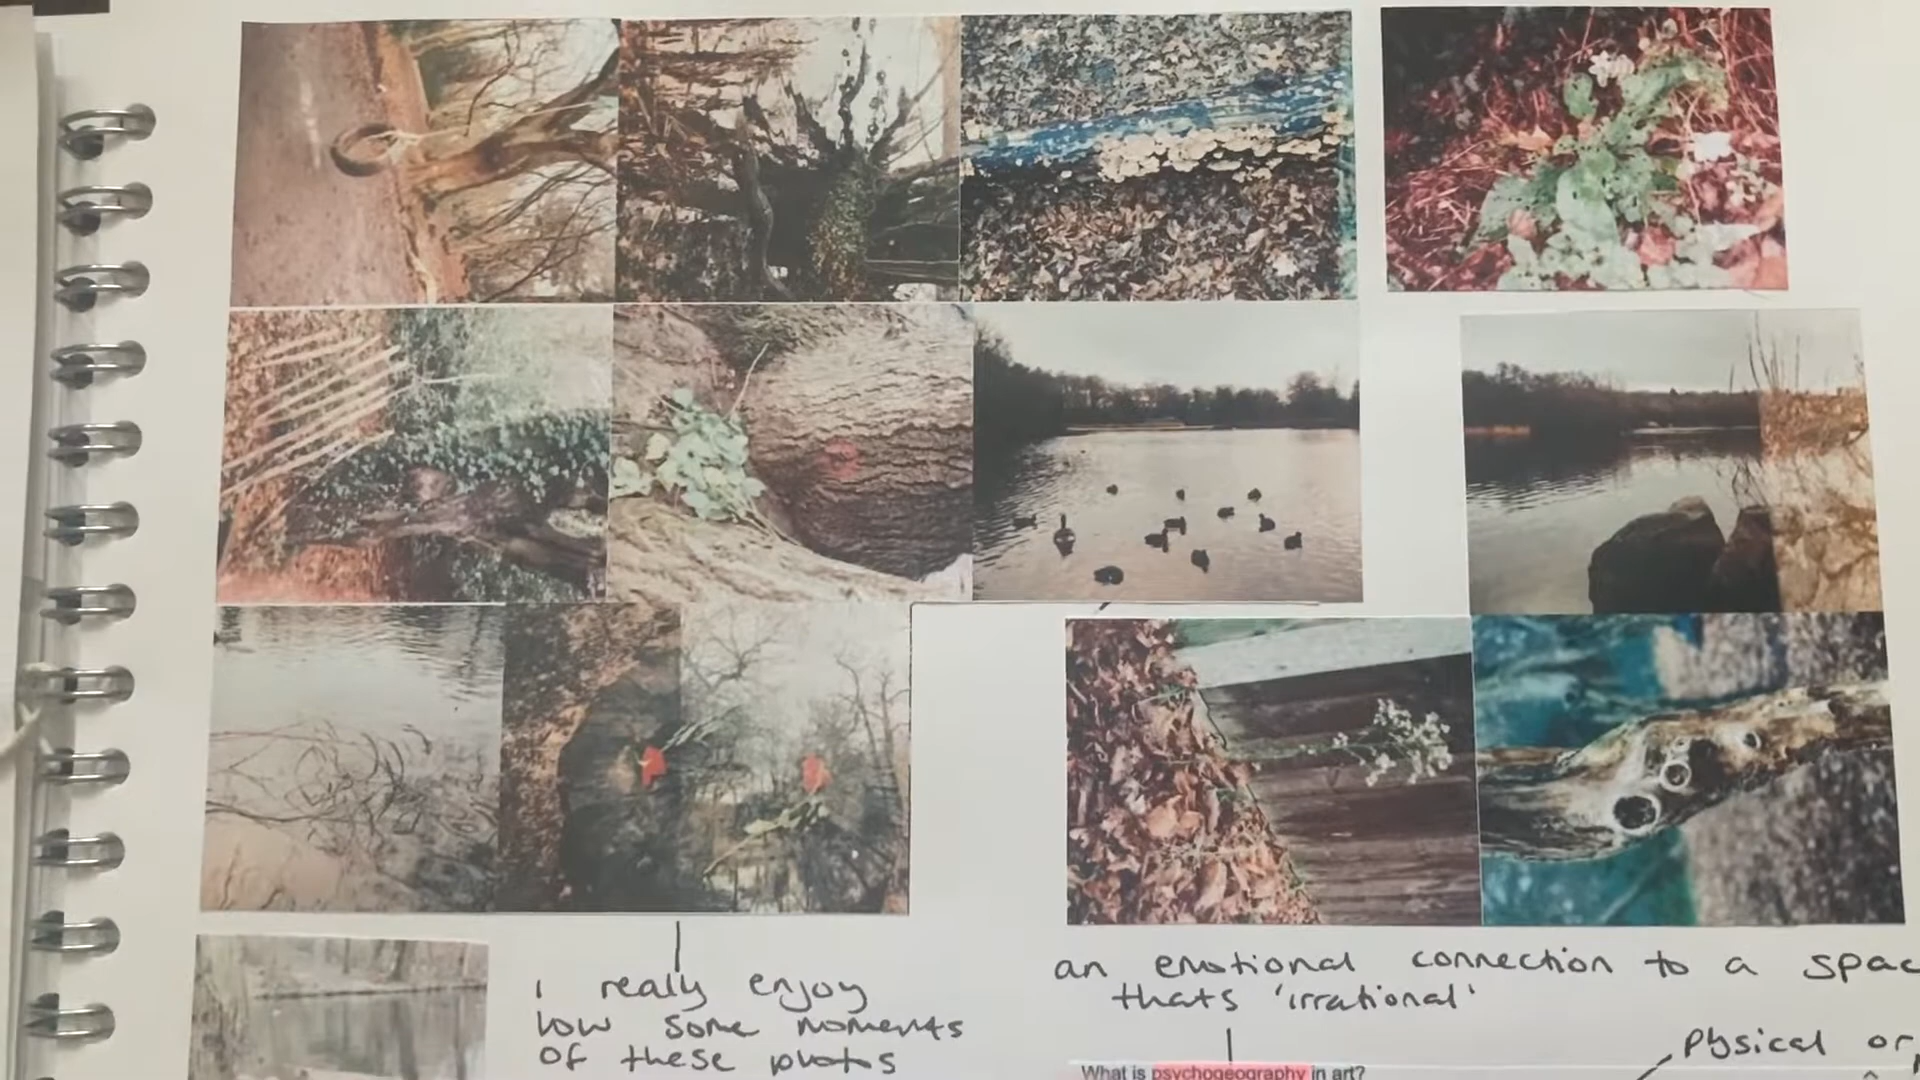 i really enjoy
how some moments
of these photos
an emotional connection to a spac
thats 'irrational'
Pysical or
What is psychogeography in art?